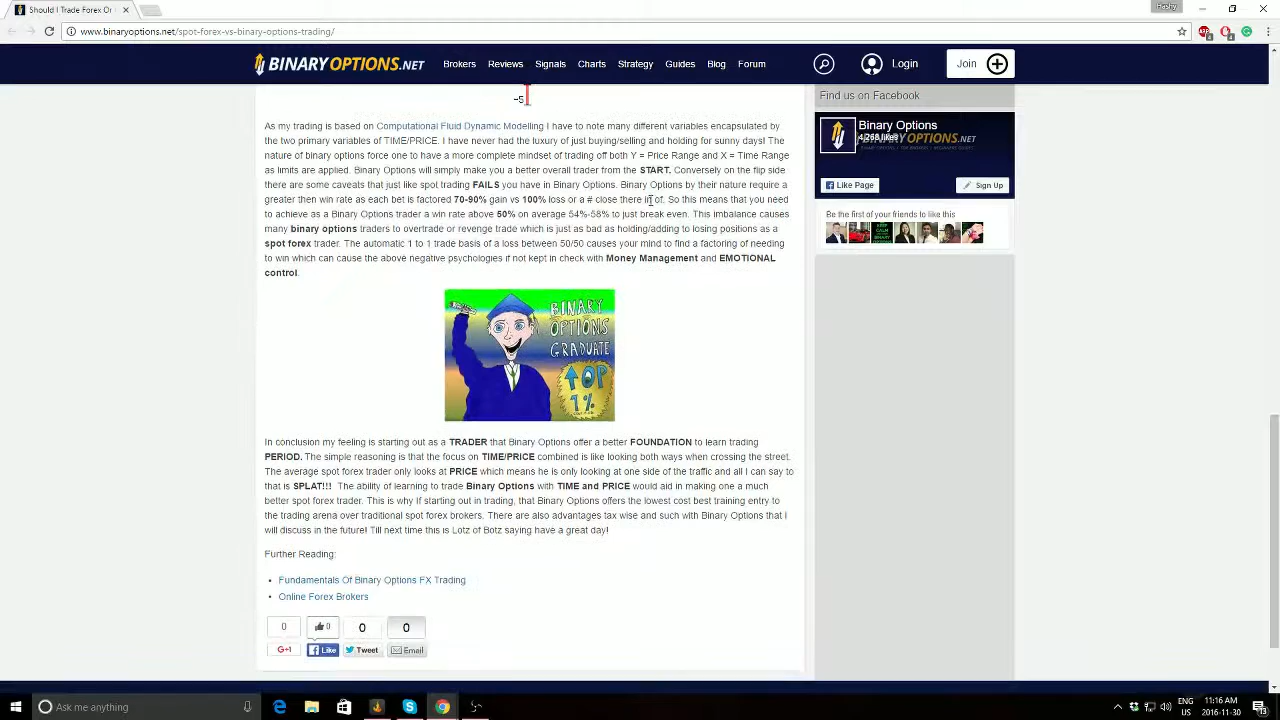 Should I Trade Forex Or
Hashy
www.binaryoptions.net/spot-forex-vs-binary-options-trading/
BINARYOPTIONS.NET
Brokers Reviews Signals Charts Strategy Guides Blog Forum
Login
Join
-5
As my trading is based on Computational Fluid Dynamic Modelling I have to note many different variables encapsulated by
the two primary variables of TIME/PRICE. I have never had the luxury of just buying/selling and holding for sunny days! The
nature of binary options force one to have a more complete mindset of trading off both Y = Price Range and X = Time Range
as limits are applied. Binary Options will simply make you a better overall trader from the START. Conversely on the flip side
there are some caveats that just like spot trading FAILS you have in Binary Options. Binary Options by their nature require a
greater then win rate as each bet is factored 70-90% gain vs 100% loss or a # close there in of. So this means that you need
to achieve as a Binary Options trader a win rate above 50% on average 54%-58% to just break even. This imbalance causes
many binary options traders to overtrade or revenge trade which is just as bad as holding/adding to losing positions as a
spot forex trader. The automatic 1 to 1 trade basis of a loss between 50/50 causes your mind to find a factoring of needing
to win which can cause the above negative psychologies if not kept in check with Money Management and EMOTIONAL
control.
BINARY
OPTIONS
GRADUATE
TOP
1%
In conclusion my feeling is starting out as a TRADER that Binary Options offer a better FOUNDATION to learn trading
PERIOD. The simple reasoning is that the focus on TIME/PRICE combined is like looking both ways when crossing the street.
The average spot forex trader only looks at PRICE which means he is only looking at one side of the traffic and all I can say to
that is SPLAT!!! The ability of learning to trade Binary Options with TIME and PRICE would aid in making one a much
better spot forex trader. This is why If starting out in trading, that Binary Options offers the lowest cost best training entry to
the trading arena over traditional spot forex brokers. There are also advantages tax wise and such with Binary Options that I
will discuss in the future! Till next time this is Lotz of Botz saying have a great day!
Further Reading:
• Fundamentals Of Binary Options FX Trading
• Online Forex Brokers
0 0 0 0
G+1 Like Tweet Email
Find us on Facebook
Binary Options
4,268 likes
BINARYOPTIONS.NET
Like Page
Sign Up
Be the first of your friends to like this
Ask me anything
ENG
US
11:16 AM
2016-11-30